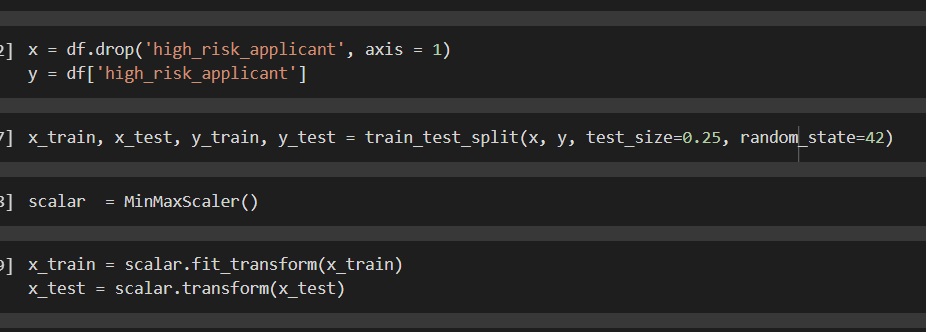 2] x = df.drop('high_risk_applicant', axis = 1)
y = df['high_risk_applicant']
7] x_train, x_test, y_train, y_test = train_test_split(x, y, test_size=0.25, random_state=42)
8] scalar  = MinMaxScaler()
9] x_train = scalar.fit_transform(x_train)
x_test = scalar.transform(x_test)